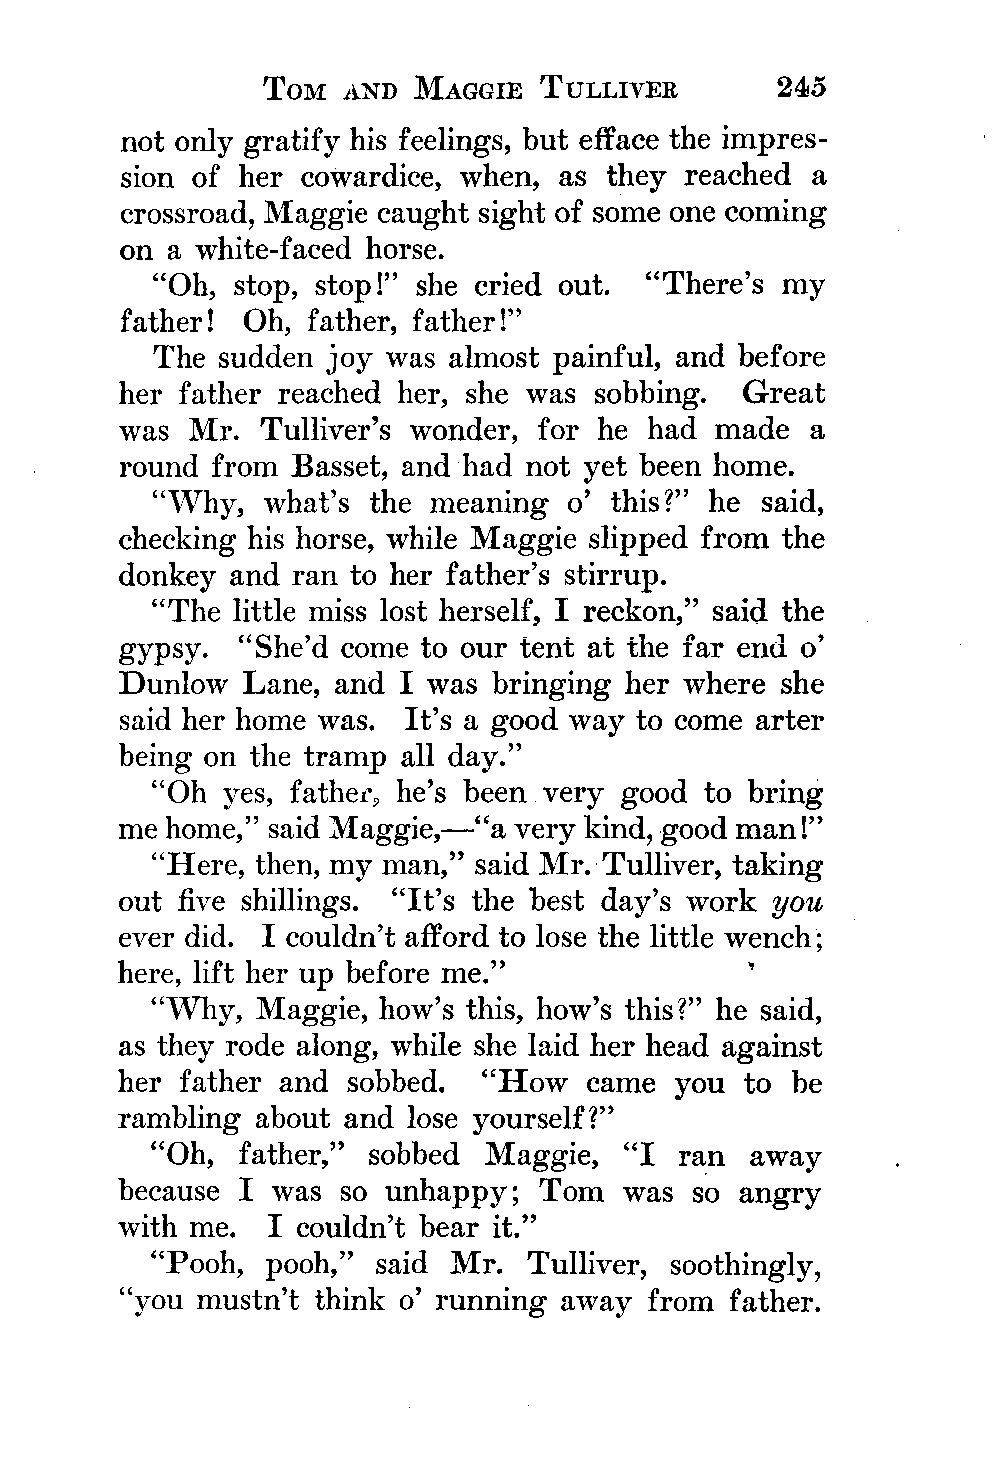 TOM AND MAGGIE TULLIVER 245
not only gratify his feelings, but efface the impres-
sion of her cowardice, when, as they reached a
crossroad, Maggie caught sight of some one coming
on a white-faced horse.
“Oh, stop, stop!” she cried out. “There’s my
father! Oh, father, father!”
The sudden joy was almost painful, and before
her father reached her, she was sobbing. Great
was Mr. Tulliver’s wonder, for he had made a
round from Basset, and had not yet been home.
“Why, what’s the meaning o’ this?” he said,
checking his horse, while Maggie slipped from the
donkey and ran to her father’s stirrup.
“The little miss lost herself, I reckon,” said the
gypsy. “She’d come to our tent at the far end o’
Dunlow Lane, and I was bringing her where she
said her home was. It’s a good way to come arter
being on the tramp all day.”
“Oh yes, father, he’s been very good to bring
me home,” said Maggie,—“a very kind, good man!”
“Here, then, my man,” said Mr. Tulliver, taking
out five shillings. “It’s the best day’s work you
ever did. I couldn’t afford to lose the little wench;
here, lift her up before me.”
“Why, Maggie, how’s this, how’s this?” he said,
as they rode along, while she laid her head against
her father and sobbed. “How came you to be
rambling about and lose yourself?”
“Oh, father,” sobbed Maggie, “I ran away
because I was so unhappy; Tom was so angry
with me. I couldn’t bear it.”
“Pooh, pooh,” said Mr. Tulliver, soothingly,
“you mustn’t think o’ running away from father.